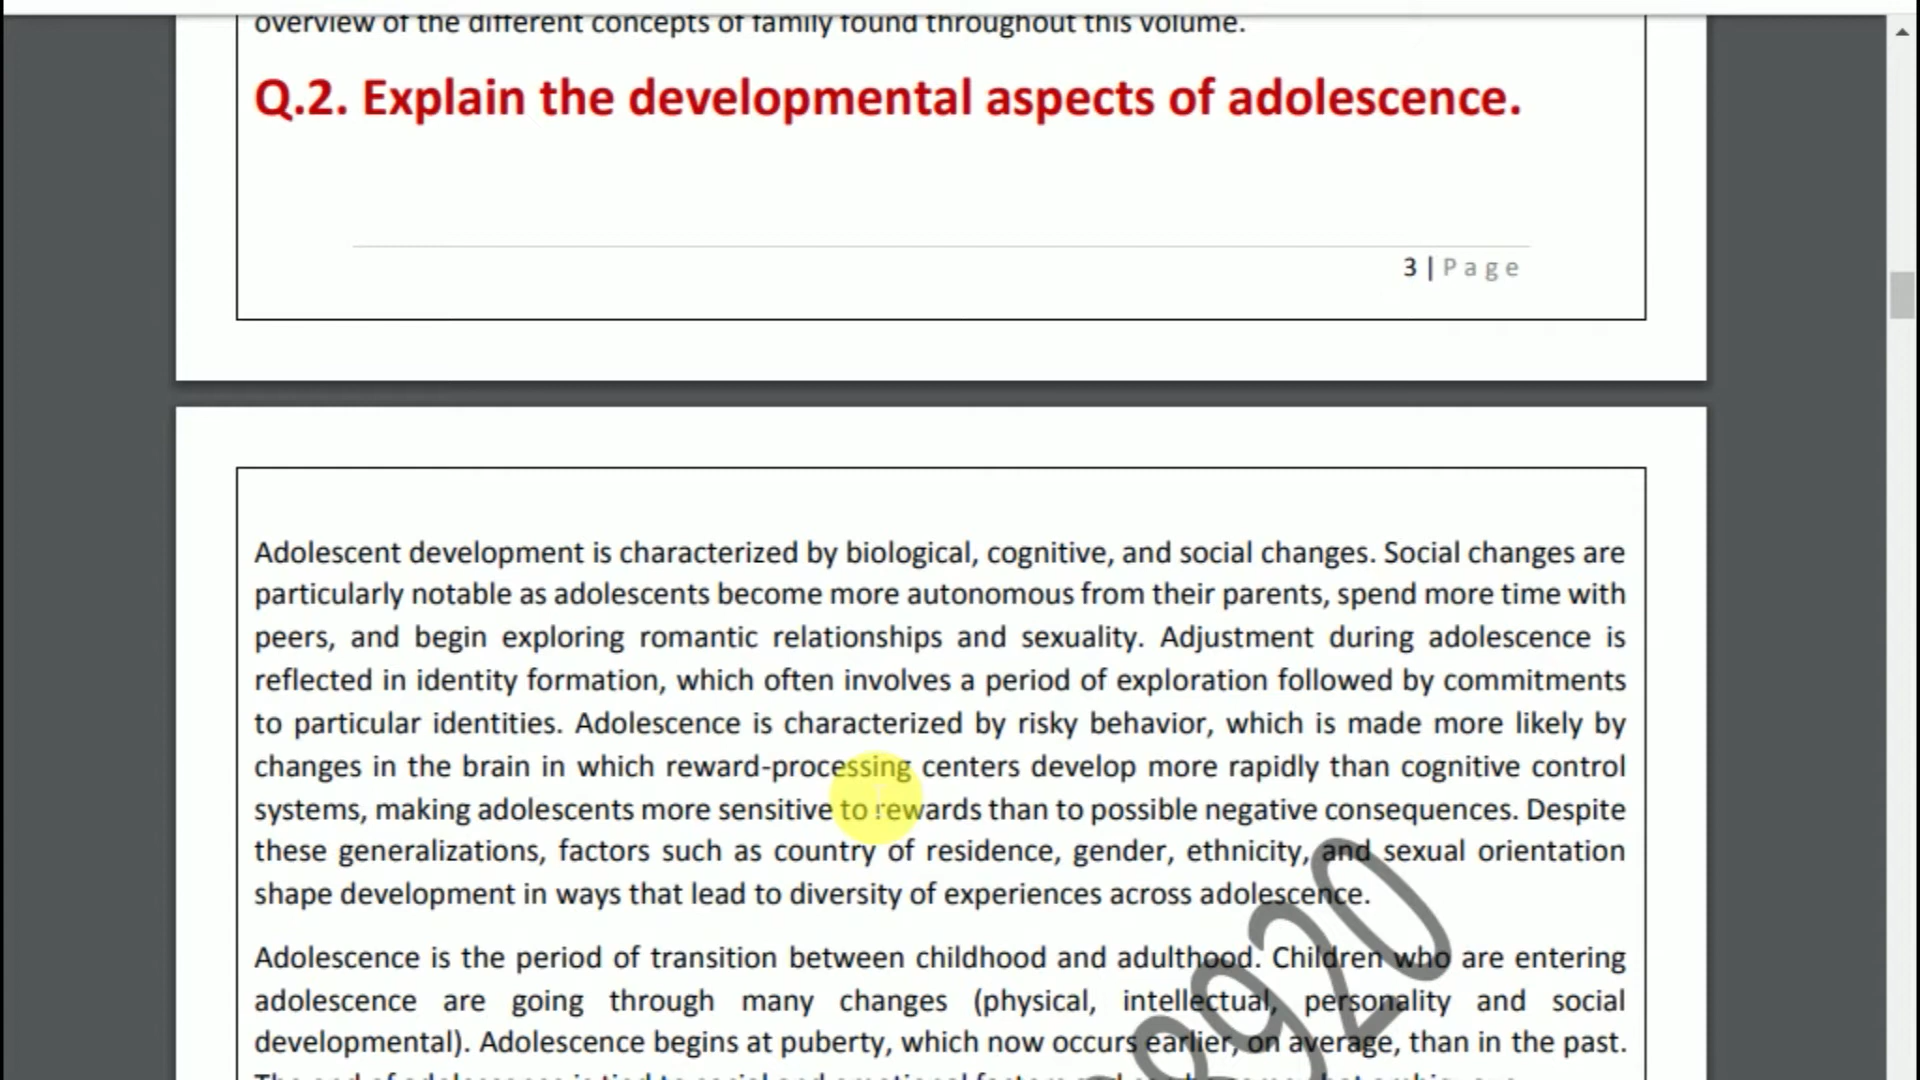 overview of the different concepts of family found throughout this volume.
Q.2. Explain the developmental aspects of adolescence.
3 | Page
Adolescent development is characterized by biological, cognitive, and social changes. Social changes are
particularly notable as adolescents become more autonomous from their parents, spend more time with
peers, and begin exploring romantic relationships and sexuality. Adjustment during adolescence is
reflected in identity formation, which often involves a period of exploration followed by commitments
to particular identities. Adolescence is characterized by risky behavior, which is made more likely by
changes in the brain in which reward-processing centers develop more rapidly than cognitive control
systems, making adolescents more sensitive to rewards than to possible negative consequences. Despite
these generalizations, factors such as country of residence, gender, ethnicity, and sexual orientation
shape development in ways that lead to diversity of experiences across adolescence.
Adolescence is the period of transition between childhood and adulthood. Children who are entering
adolescence are going through many changes (physical, intellectual, personality and social
developmental). Adolescence begins at puberty, which now occurs earlier, on average, than in the past.
8920